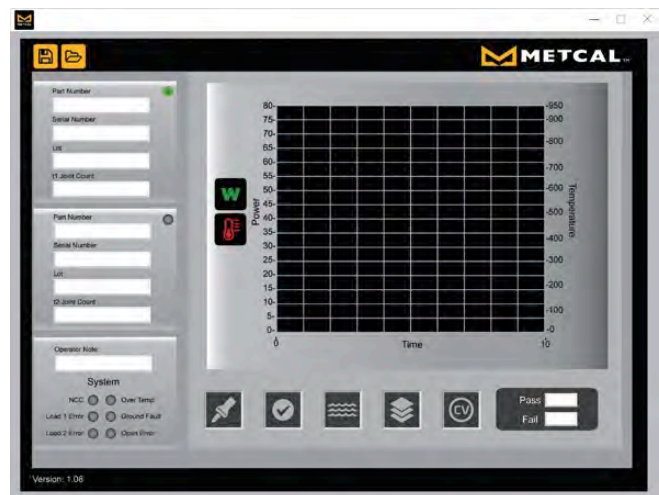 METCAL
METCAL™
Part Number
Serial Number
Lot
t1 Joint Count
Part Number
Serial Number
Lot
t2 Joint Count
Operator Note:
System
NCC Over Temp
Load 1 Error Ground Fault
Load 2 Error Open Error
W
Power
80-
75-
70-
65-
60-
55-
50-
45-
40-
35-
30-
25-
20-
15-
10-
5-
0-
-950
-900
-800
-700
-600
-500
-400
-300
-200
-100
-0
Temperature
0 Time 10
CV
Pass
Fail
Version: 1.06